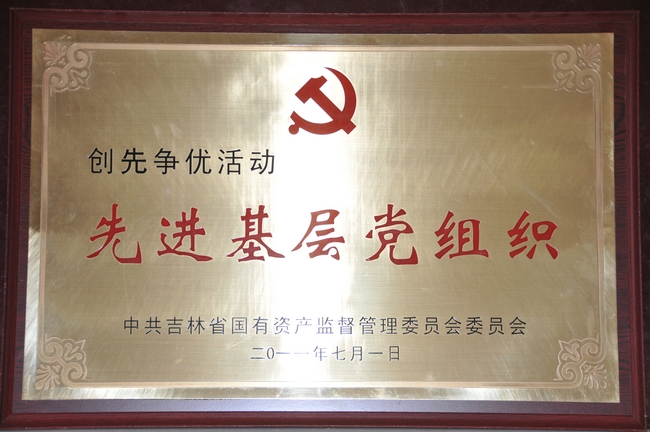 创先争优活动
先进基层党组织
中共吉林省国有资产监督管理委员会委员会
二0一一年七月一日